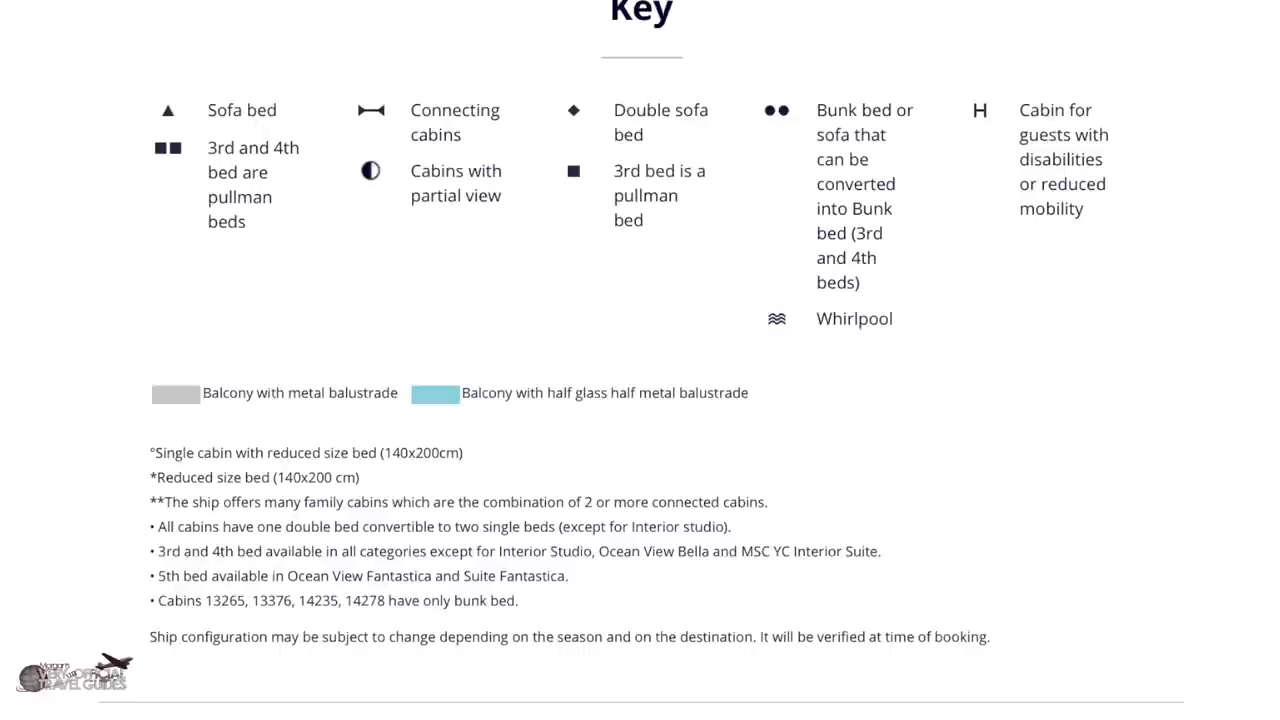 Key
Sofa bed
3rd and 4th
bed are
pullman
beds
Connecting
cabins
Cabins with
partial view
Double sofa
bed
3rd bed is a
pullman
bed
Bunk bed or
sofa that
can be
converted
into Bunk
bed (3rd
and 4th
beds)
Whirlpool
H Cabin for
guests with
disabilities
or reduced
mobility
Balcony with metal balustrade Balcony with half glass half metal balustrade
°Single cabin with reduced size bed (140x200cm)
*Reduced size bed (140x200 cm)
**The ship offers many family cabins which are the combination of 2 or more connected cabins.
• All cabins have one double bed convertible to two single beds (except for Interior studio).
• 3rd and 4th bed available in all categories except for Interior Studio, Ocean View Bella and MSC YC Interior Suite.
• 5th bed available in Ocean View Fantastica and Suite Fantastica.
• Cabins 13265, 13376, 14235, 14278 have only bunk bed.
Ship configuration may be subject to change depending on the season and on the destination. It will be verified at time of booking.
Morgan's
TRAVEL GUIDES